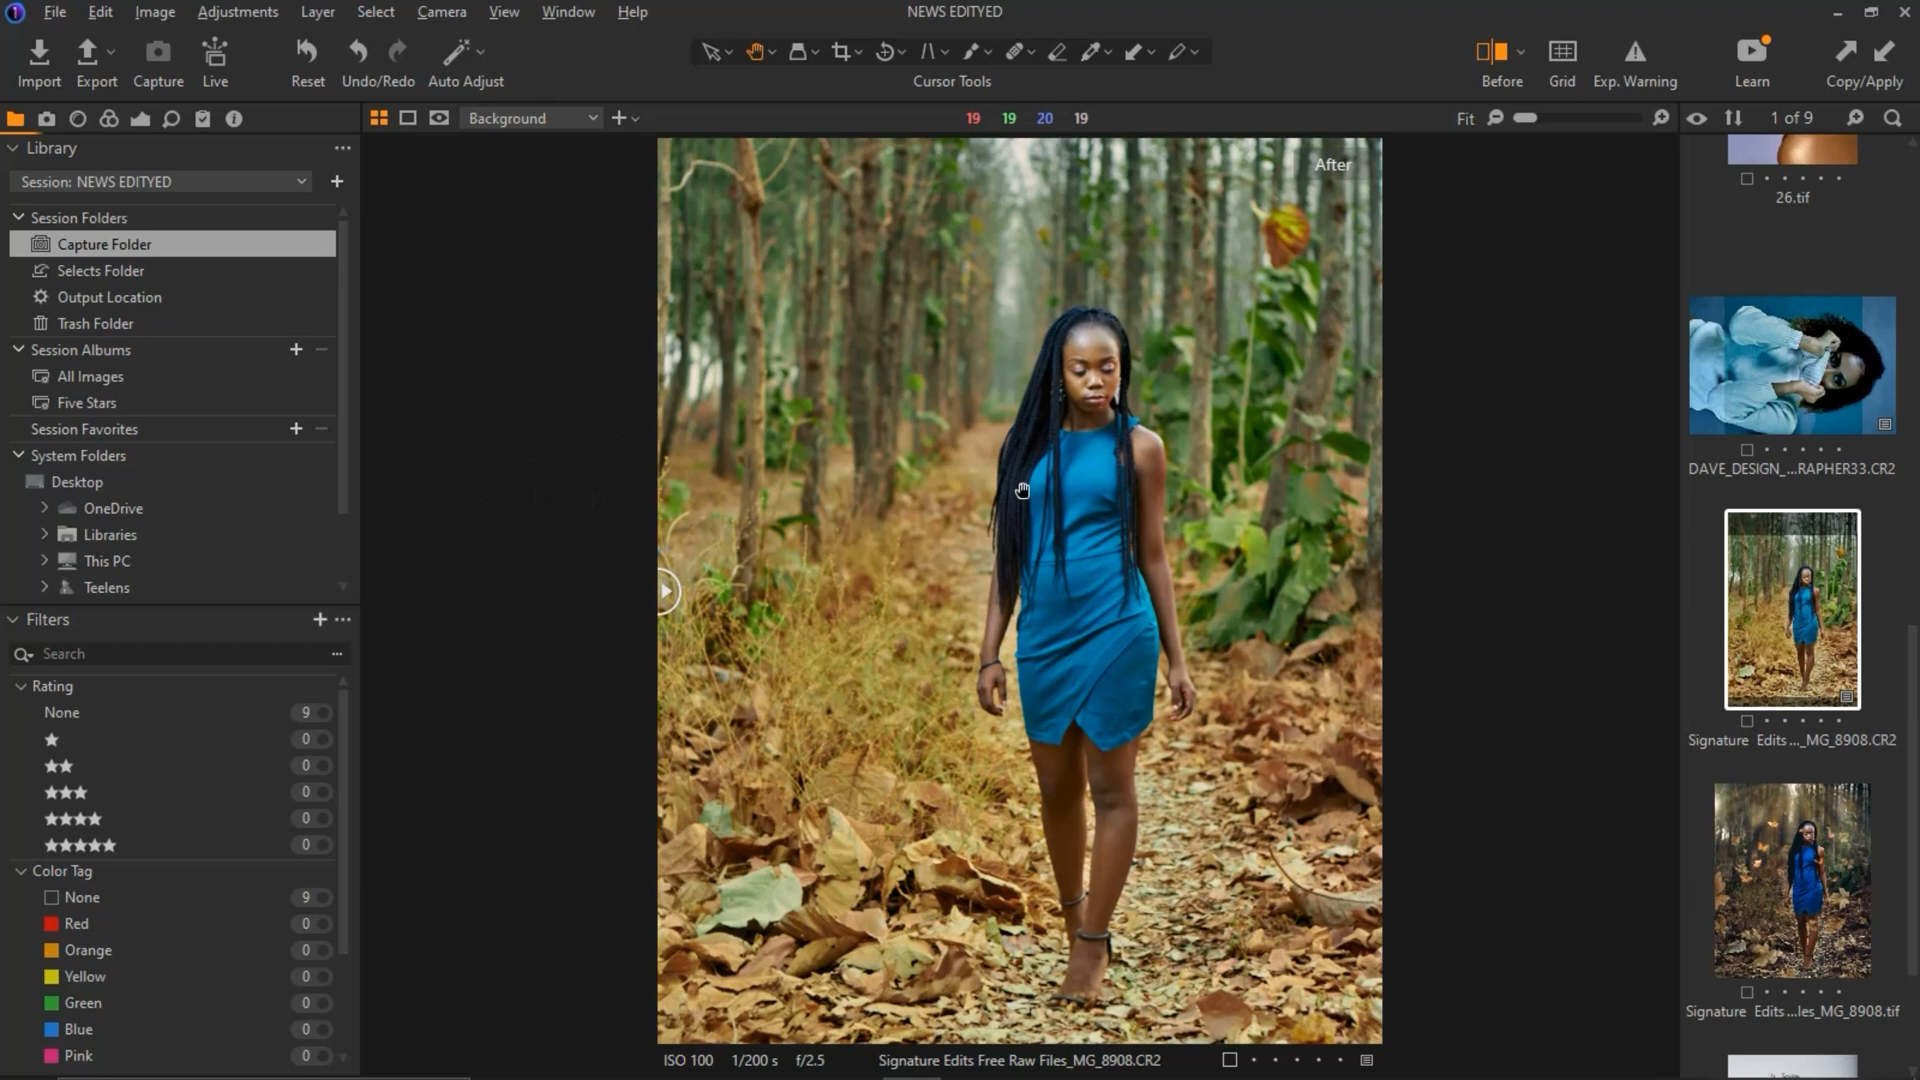 File Edit Image Adjustments Layer Select Camera View Window Help
NEWS EDITYED
Import Export Capture Live Reset Undo/Redo Auto Adjust
Cursor Tools
Before Grid Exp. Warning Learn Copy/Apply
Background
19 19 20 19
Fit
1 of 9
Library
Session: NEWS EDITYED
Session Folders
Capture Folder
Selects Folder
Output Location
Trash Folder
Session Albums
All Images
Five Stars
Session Favorites
System Folders
Desktop
OneDrive
Libraries
This PC
Teelens
Filters
Search
Rating
None 9
0
0
0
0
0
Color Tag
None 9
Red 0
Orange 0
Yellow 0
Green 0
Blue 0
Pink 0
After
ISO 100 1/200 s f/2.5 Signature Edits Free Raw Files_MG_8908.CR2
26.tif
DAVE_DESIGN_...RAPHER33.CR2
Signature Edits..._MG_8908.CR2
Signature Edits...les_MG_8908.tif